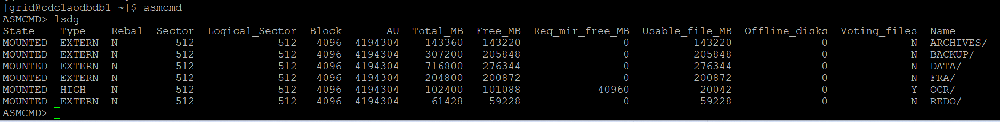 [grid@cdc1aodbdb1 ~]$ asmcmd
ASMCMD> lsdg
State    Type    Rebal  Sector  Logical_Sector  Block       AU  Total_MB  Free_MB  Req_mir_free_MB  Usable_file_MB  Offline_disks  Voting_files  Name
MOUNTED  EXTERN  N         512             512   4096  4194304    143360   143220                0          143220              0             N  ARCHIVES/
MOUNTED  EXTERN  N         512             512   4096  4194304    307200   205848                0          205848              0             N  BACKUP/
MOUNTED  EXTERN  N         512             512   4096  4194304    716800   276344                0          276344              0             N  DATA/
MOUNTED  EXTERN  N         512             512   4096  4194304    204800   200872                0          200872              0             N  FRA/
MOUNTED  HIGH    N         512             512   4096  4194304    102400   101088            40960           20042              0             Y  OCR/
MOUNTED  EXTERN  N         512             512   4096  4194304     61428    59228                0           59228              0             N  REDO/
ASMCMD>